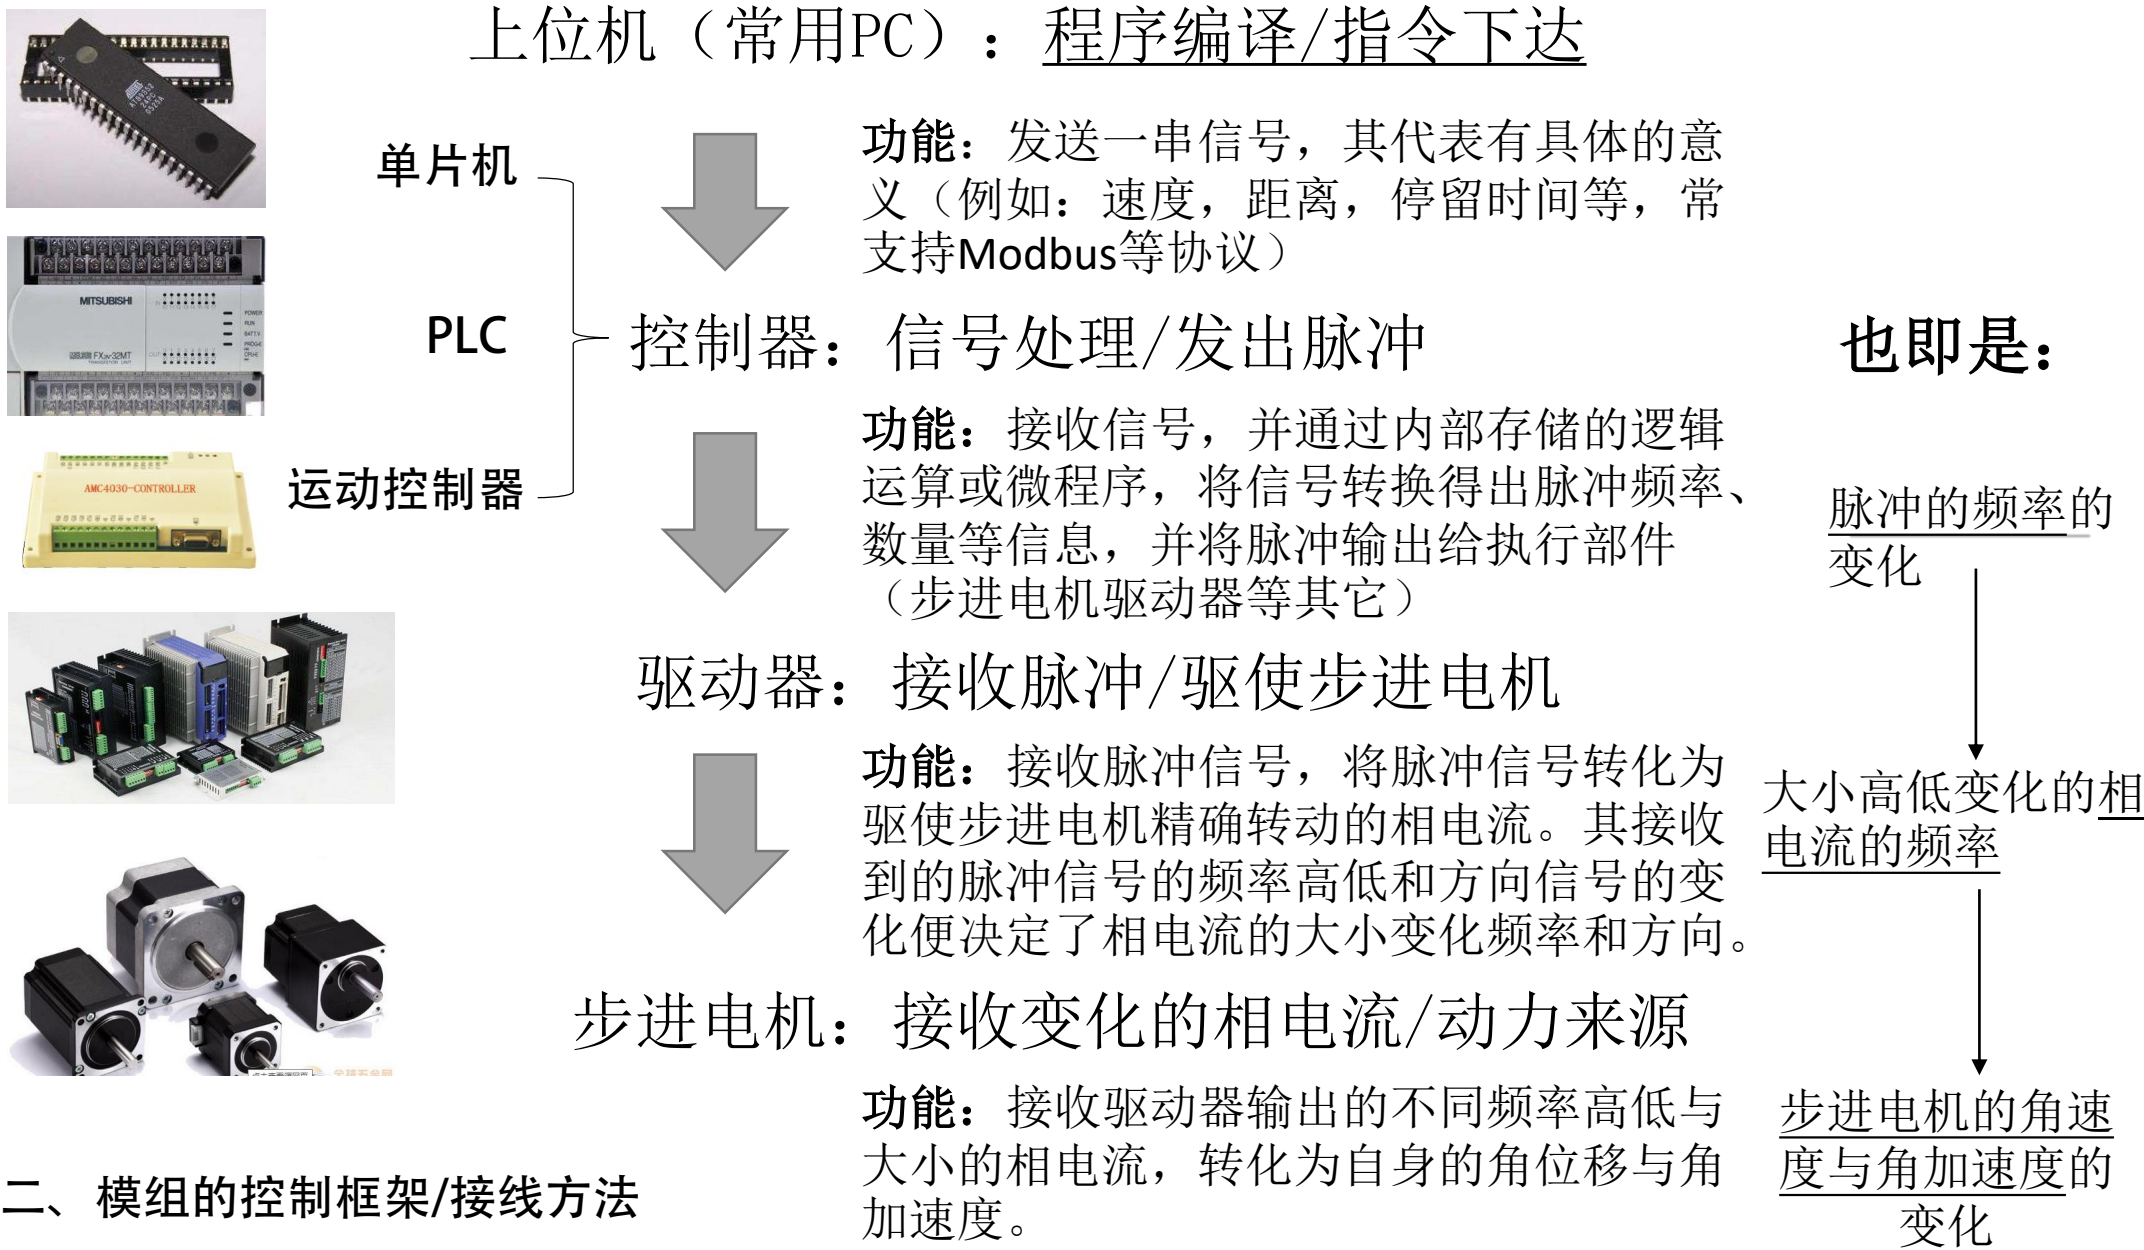 上位机（常用PC）：程序编译/指令下达
功能：发送一串信号，其代表有具体的意
义（例如：速度，距离，停留时间等，常
支持Modbus等协议）
单片机
PLC
运动控制器
控制器：信号处理/发出脉冲
功能：接收信号，并通过内部存储的逻辑
运算或微程序，将信号转换得出脉冲频率、
数量等信息，并将脉冲输出给执行部件
（步进电机驱动器等其它）
驱动器：接收脉冲/驱使步进电机
功能：接收脉冲信号，将脉冲信号转化为
驱使步进电机精确转动的相电流。其接收
到的脉冲信号的频率高低和方向信号的变
化便决定了相电流的大小变化频率和方向。
步进电机：接收变化的相电流/动力来源
功能：接收驱动器输出的不同频率高低与
大小的相电流，转化为自身的角位移与角
加速度。
也即是：
脉冲的频率的
变化
大小高低变化的相
电流的频率
步进电机的角速
度与角加速度的
变化
二、模组的控制框架/接线方法
MITSUBISHI
FX2N-32MT
POWER
RUN
BATT.V
PROG-E
CPU-E
IN
OUT
AMC4030-CONTROLLER
AT89S52
24PC
0525A